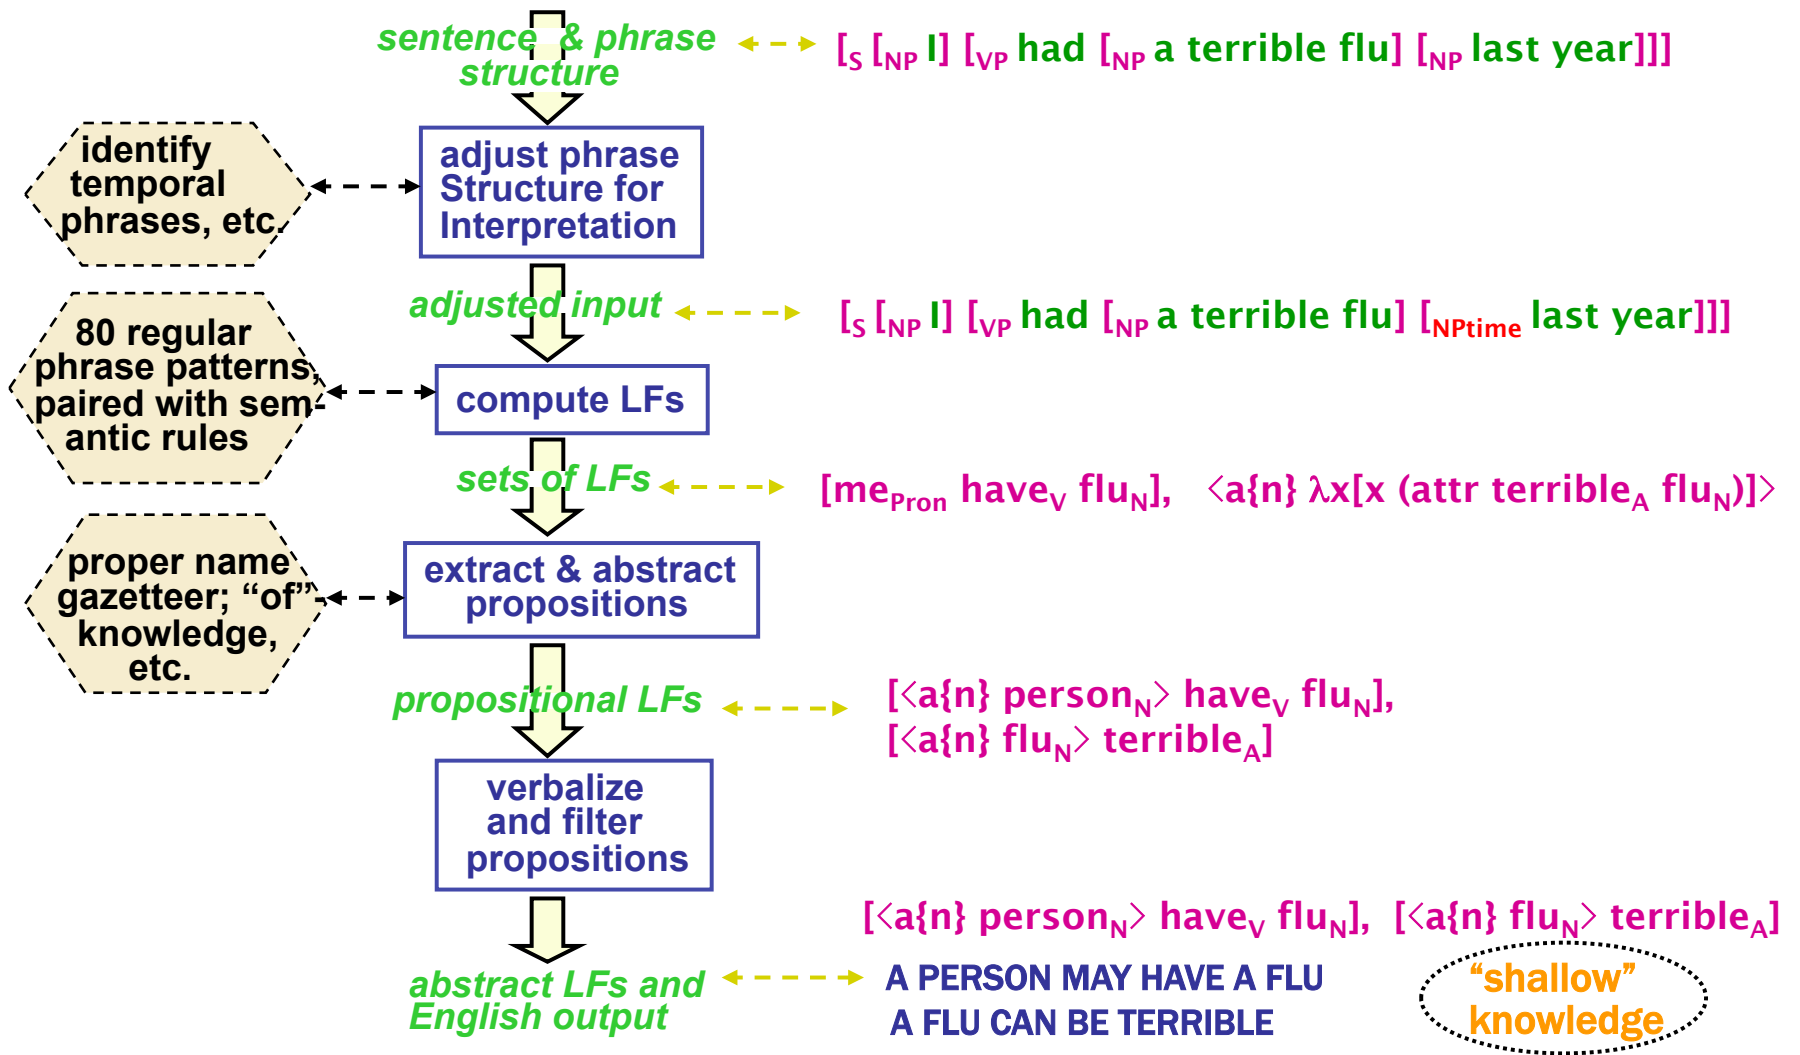 sentence & phrase
structure
[S [NP I] [VP had [NP a terrible flu] [NP last year]]]
identify
temporal
phrases, etc.
adjust phrase
Structure for
Interpretation
adjusted input
[S [NP I] [VP had [NP a terrible flu] [NPtime last year]]]
80 regular
phrase patterns,
paired with sem-
antic rules
compute LFs
sets of LFs
[mePron haveV fluN], <a{n} λx[x (attr terribleA fluN)]>
proper name
gazetteer; “of”-
knowledge,
etc.
extract & abstract
propositions
propositional LFs
[<a{n} personN> haveV fluN],
[<a{n} fluN> terribleA]
verbalize
and filter
propositions
[<a{n} personN> haveV fluN], [<a{n} fluN> terribleA]
abstract LFs and
English output
A PERSON MAY HAVE A FLU
A FLU CAN BE TERRIBLE
“shallow”
knowledge